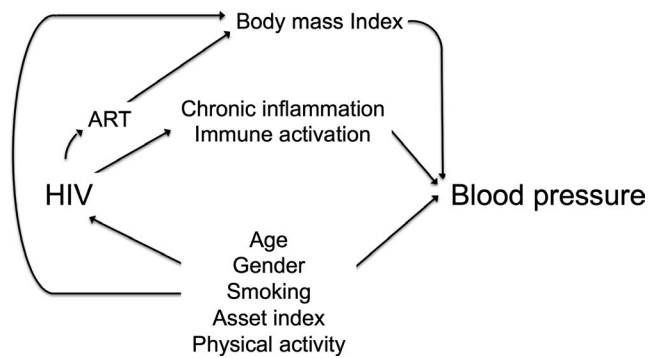 Body mass Index
ART
Chronic inflammation
Immune activation
HIV
Blood pressure
Age
Gender
Smoking
Asset index
Physical activity